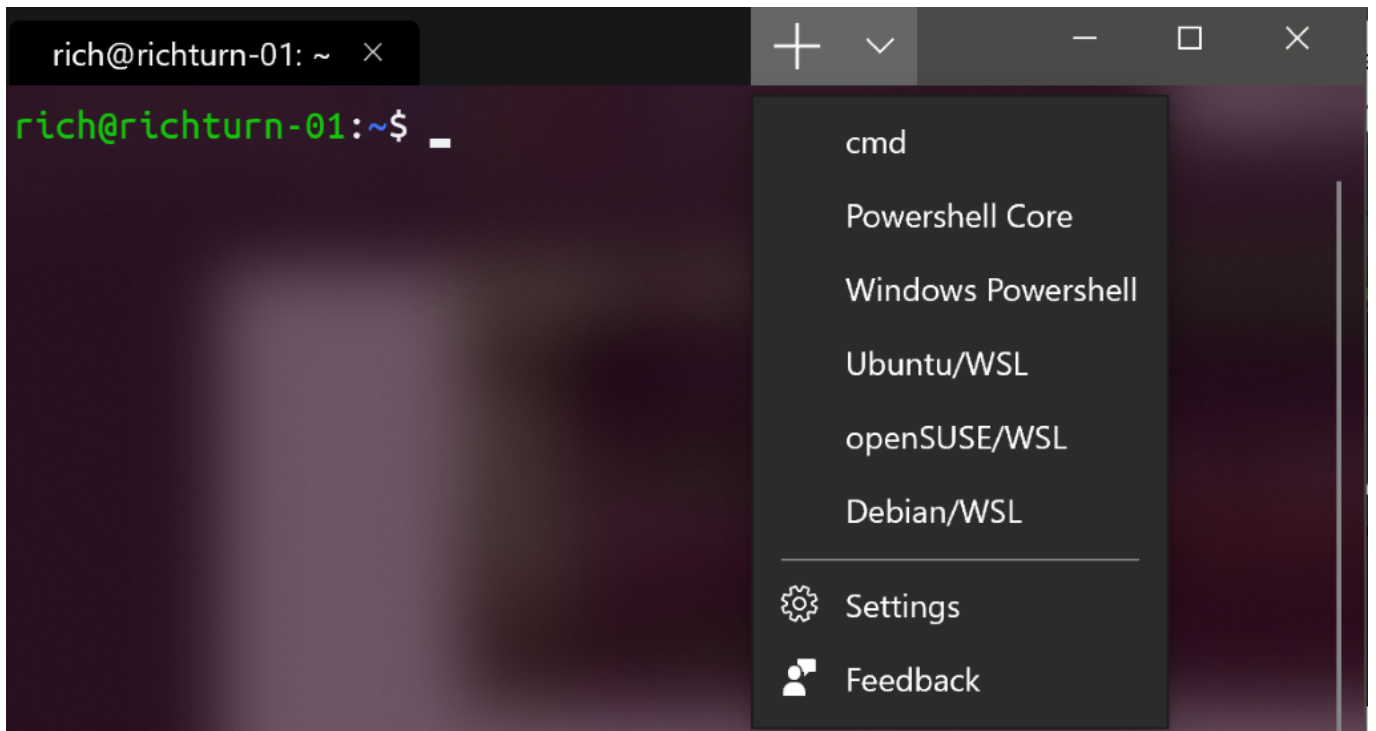 rich@richturn-01: ~
rich@richturn-01:~$ _
cmd
Powershell Core
Windows Powershell
Ubuntu/WSL
openSUSE/WSL
Debian/WSL
Settings
Feedback